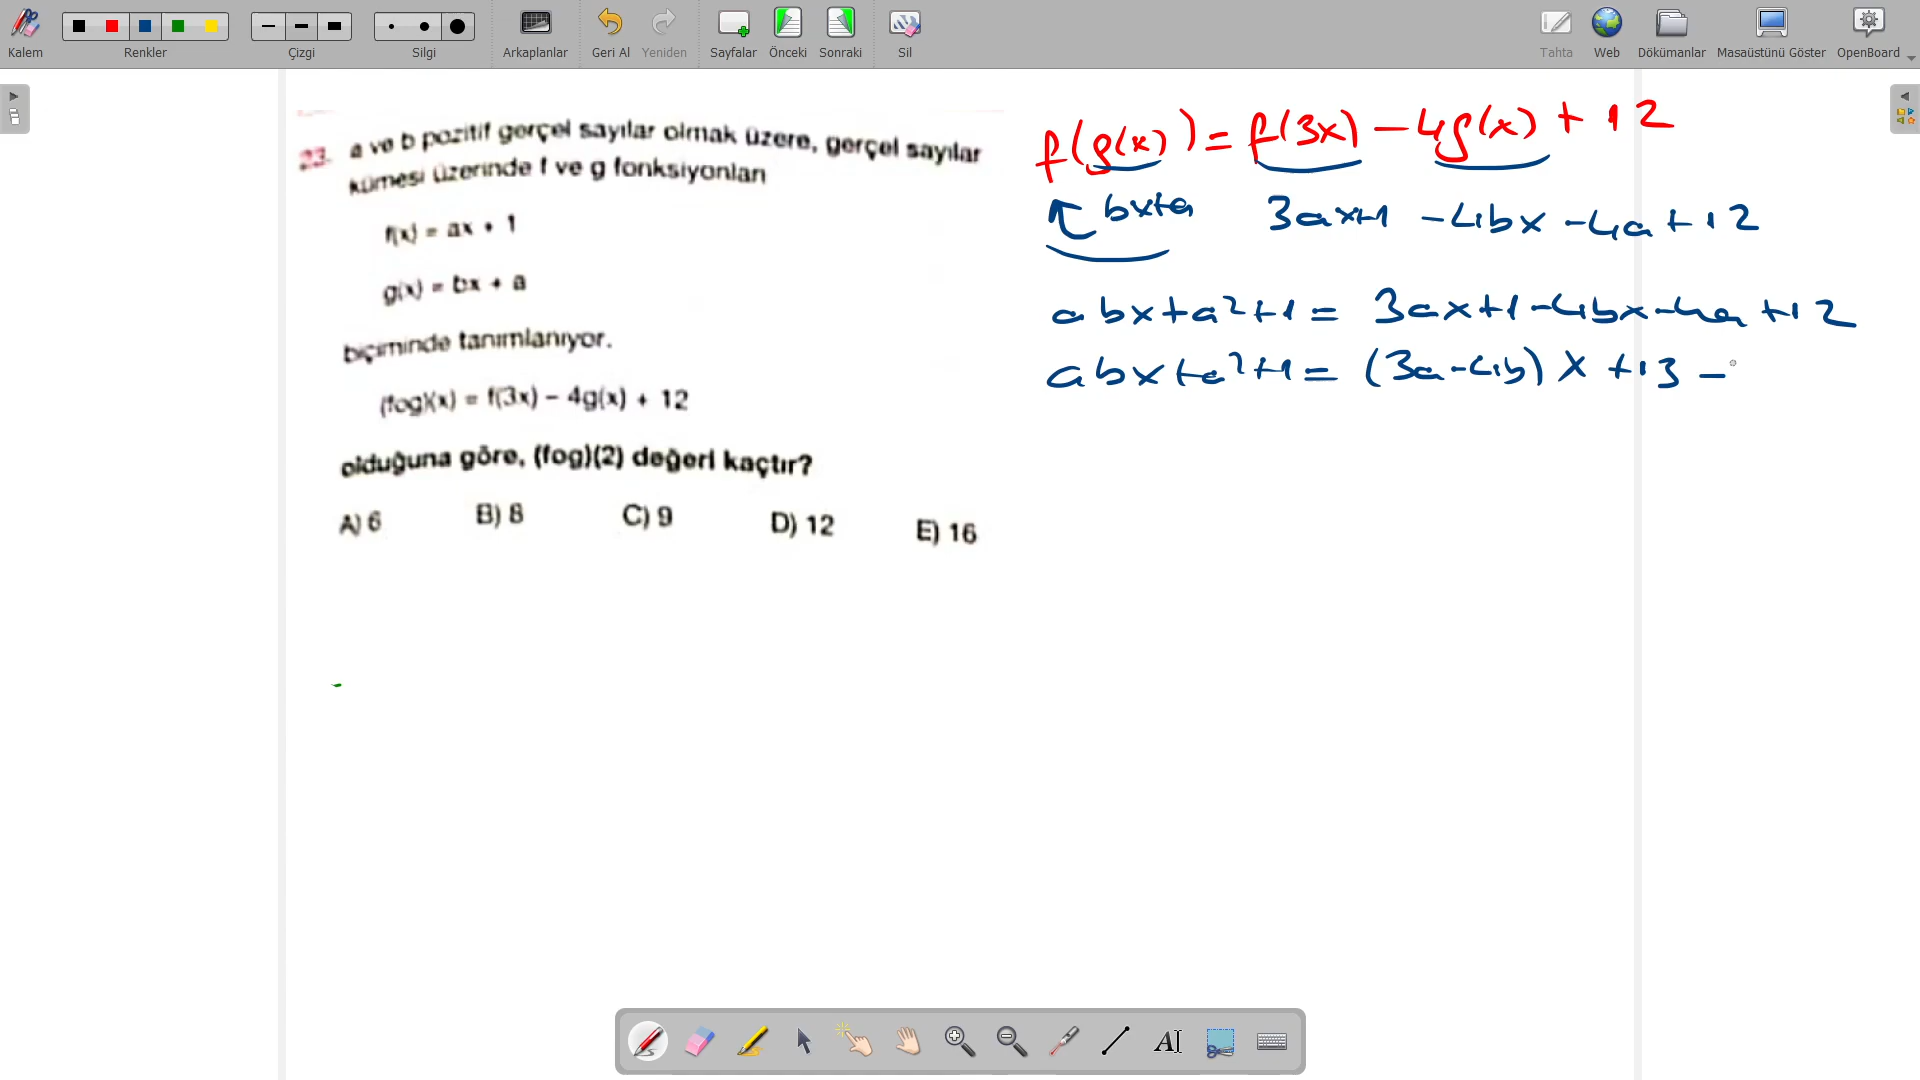 Kalem Renkler Çizgi Silgi Arkaplanlar Geri Al Yeniden Sayfalar Önceki Sonraki Sil Tahta Web Dökümanlar Masaüstünü Göster OpenBoard
23. a ve b pozitif gerçel sayılar olmak üzere, gerçel sayılar
kümesi üzerinde f ve g fonksiyonları
f(x) = ax + 1
g(x) = bx + a
biçiminde tanımlanıyor.
(fog)(x) = f(3x) – 4g(x) + 12
olduğuna göre, (fog)(2) değeri kaçtır?
A) 6 B) 8 C) 9 D) 12 E) 16
f(g(x)) = f(3x) – 4g(x) + 12
bx+a 3ax+1 –4bx –4a + 12
abx+a²+1 = 3ax+1–4bx–4a+12
abx+a²+1 = (3a–4b)x +13 –